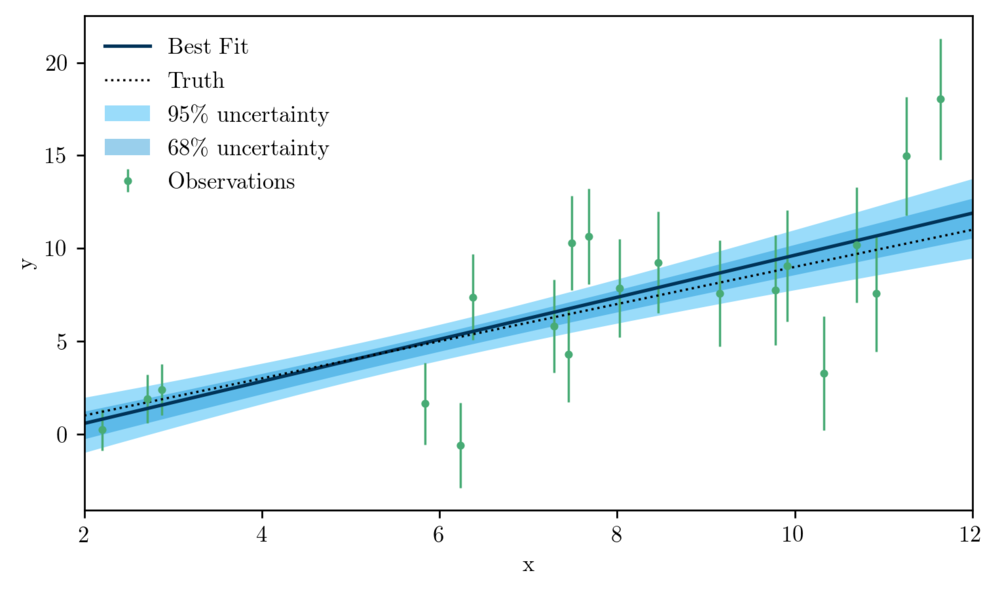 Best Fit
Truth
95% uncertainty
68% uncertainty
Observations
20
15
10
5
0
y
2 4 6 8 10 12
x